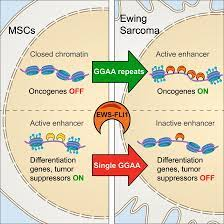 MSCs
Ewing
Sarcoma
Closed chromatin
Active enhancer
GGAA repeats
Oncogenes OFF
Oncogenes ON
EWS-FLI1
Active enhancer
Inactive enhancer
Single GGAA
Differentiation
genes, tumor
suppressors ON
Differentiation
genes, tumor
suppressors OFF